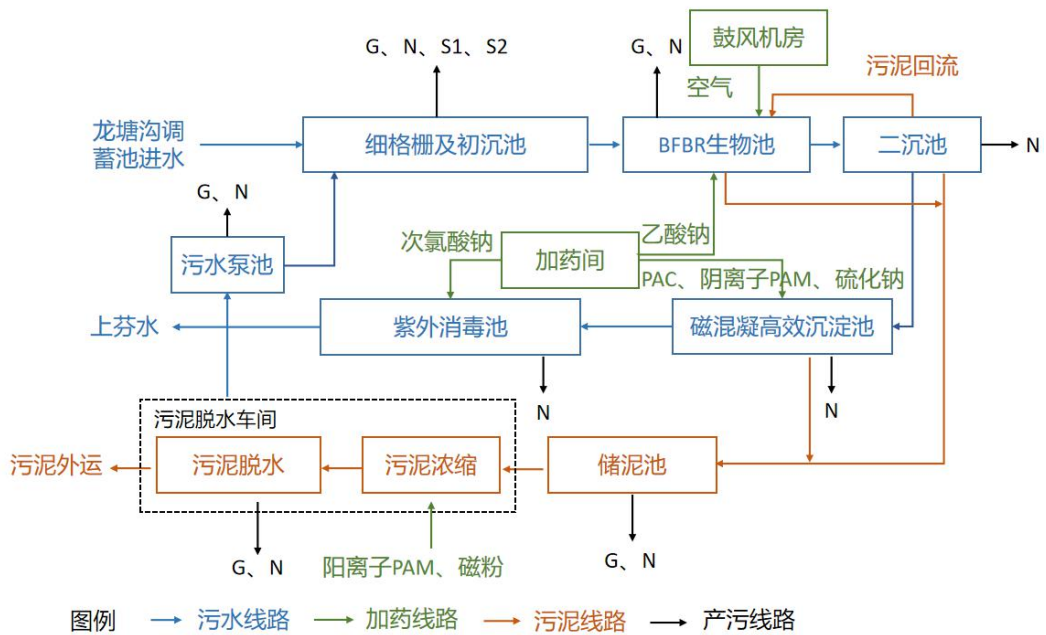 鼓风机房
G、N、S1、S2
G、N
空气
污泥回流
龙塘沟调
蓄池进水
细格栅及初沉池
BFBR生物池
二沉池
N
G、N
次氯酸钠
加药间
乙酸钠
污水泵池
PAC、阴离子PAM、硫化钠
上芬水
紫外消毒池
磁混凝高效沉淀池
N
N
污泥脱水车间
污泥外运
污泥脱水
污泥浓缩
储泥池
G、N
阳离子PAM、磁粉
G、N
图例
污水线路
加药线路
污泥线路
产污线路